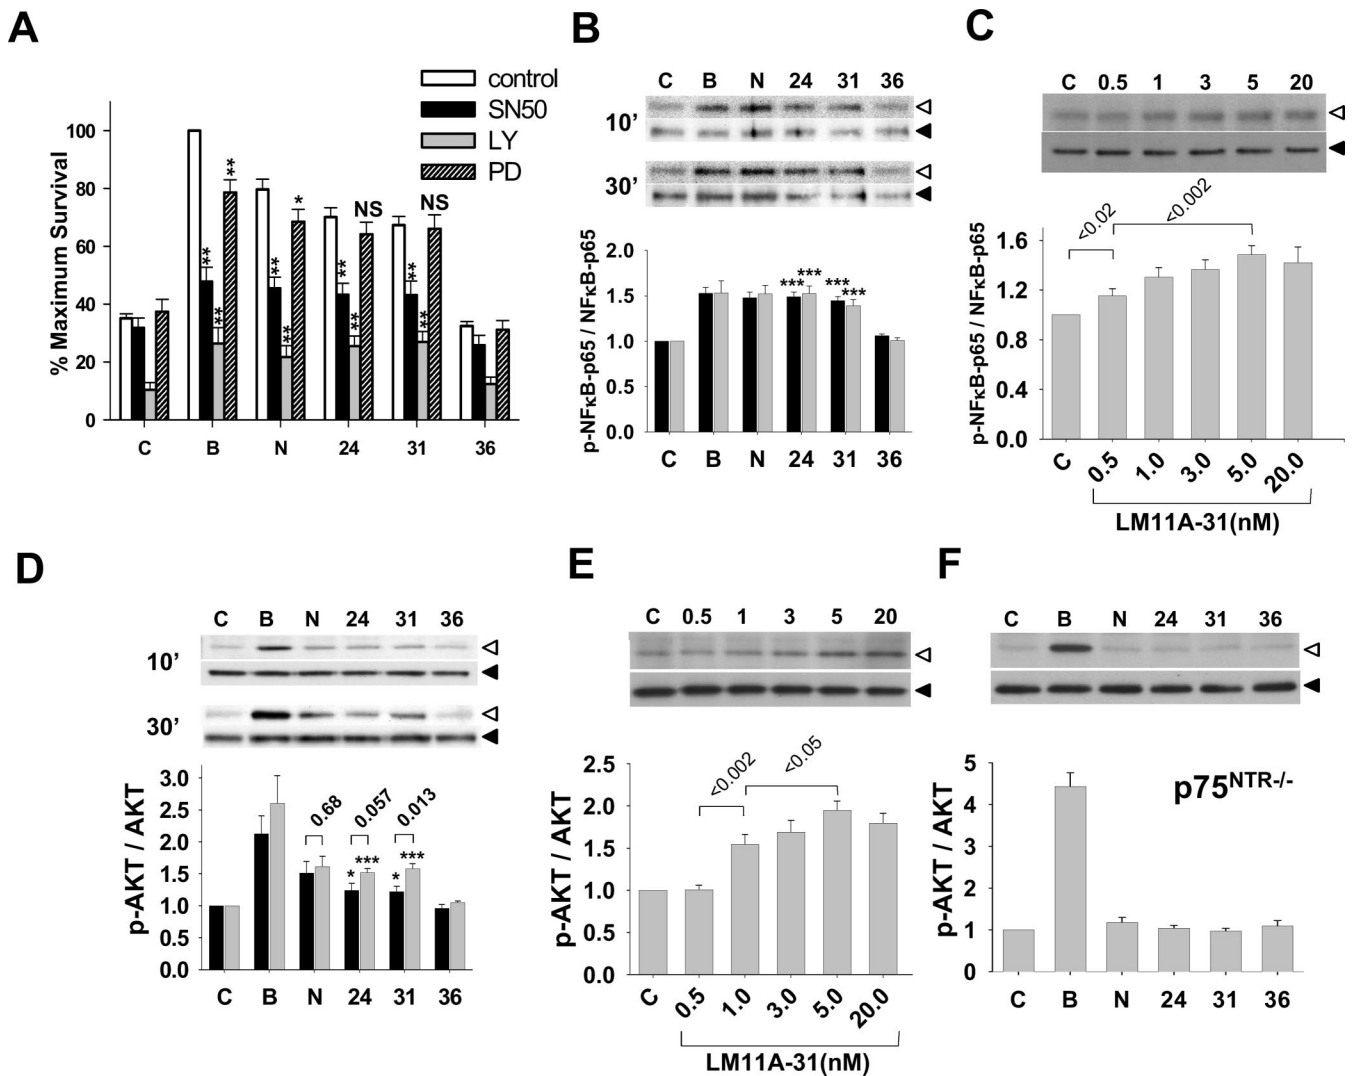 A
control
SN50
LY
PD
% Maximum Survival
100
80
60
40
20
0
** ** **
** ** *
** ** NS
** ** NS
C B N 24 31 36
B
C B N 24 31 36
10’
30’
p-NFκB-p65 / NFκB-p65
2.0
1.5
1.0
0.5
0.0
*** ***
*** ***
C B N 24 31 36
C
C 0.5 1 3 5 20
<0.02
<0.002
p-NFκB-p65 / NFκB-p65
1.6
1.2
0.8
0.4
0.0
C 0.5 1.0 3.0 5.0 20.0
LM11A-31(nM)
D
C B N 24 31 36
10’
30’
p-AKT / AKT
3.0
2.5
2.0
1.5
1.0
0.5
0.0
0.68 0.057 0.013
* *** * ***
C B N 24 31 36
E
C 0.5 1 3 5 20
<0.002
<0.05
p-AKT / AKT
2.5
2.0
1.5
1.0
0.5
0.0
C 0.5 1.0 3.0 5.0 20.0
LM11A-31(nM)
F
C B N 24 31 36
p-AKT / AKT
5
4
3
2
1
0
p75NTR-/-
C B N 24 31 36